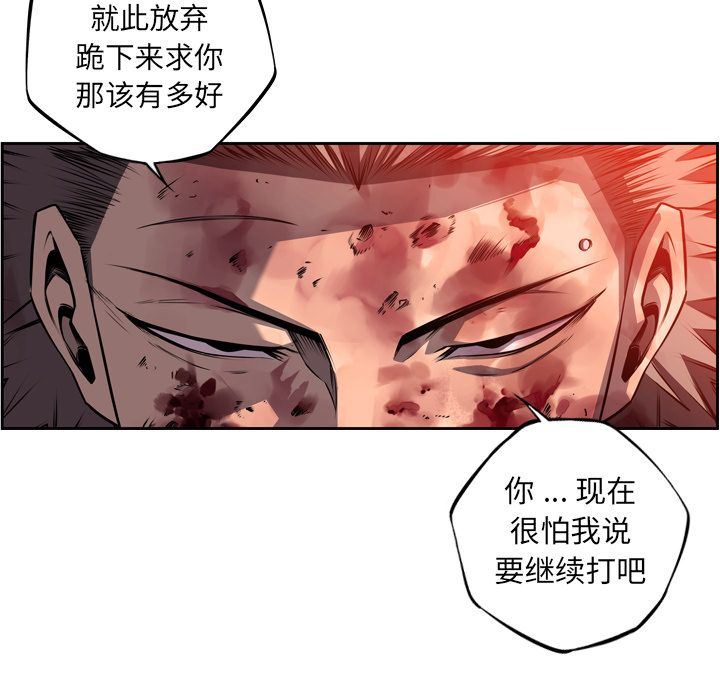 就此放弃
跪下来求你
那该有多好
你...现在
很怕我说
要继续打吧